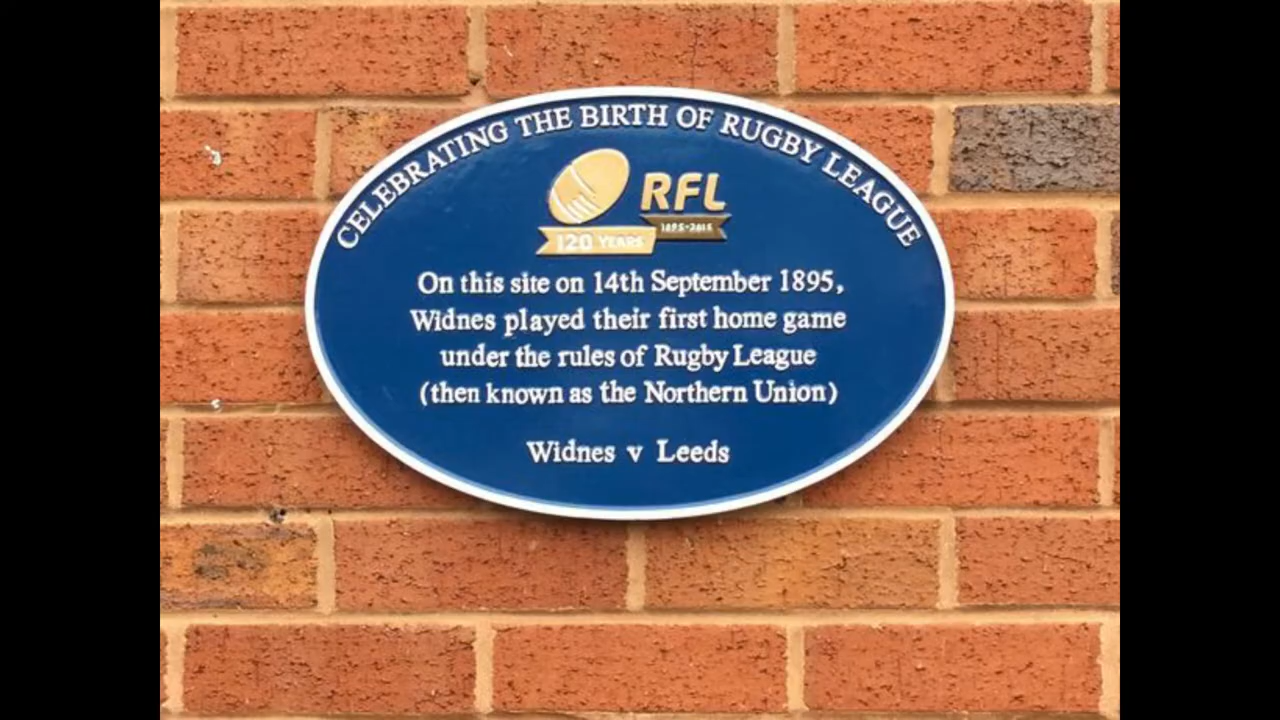 CELEBRATING THE BIRTH OF RUGBY LEAGUE
RFL
1895-2015
120 YEARS
On this site on 14th September 1895,
Widnes played their first home game
under the rules of Rugby League
(then known as the Northern Union)
Widnes v Leeds